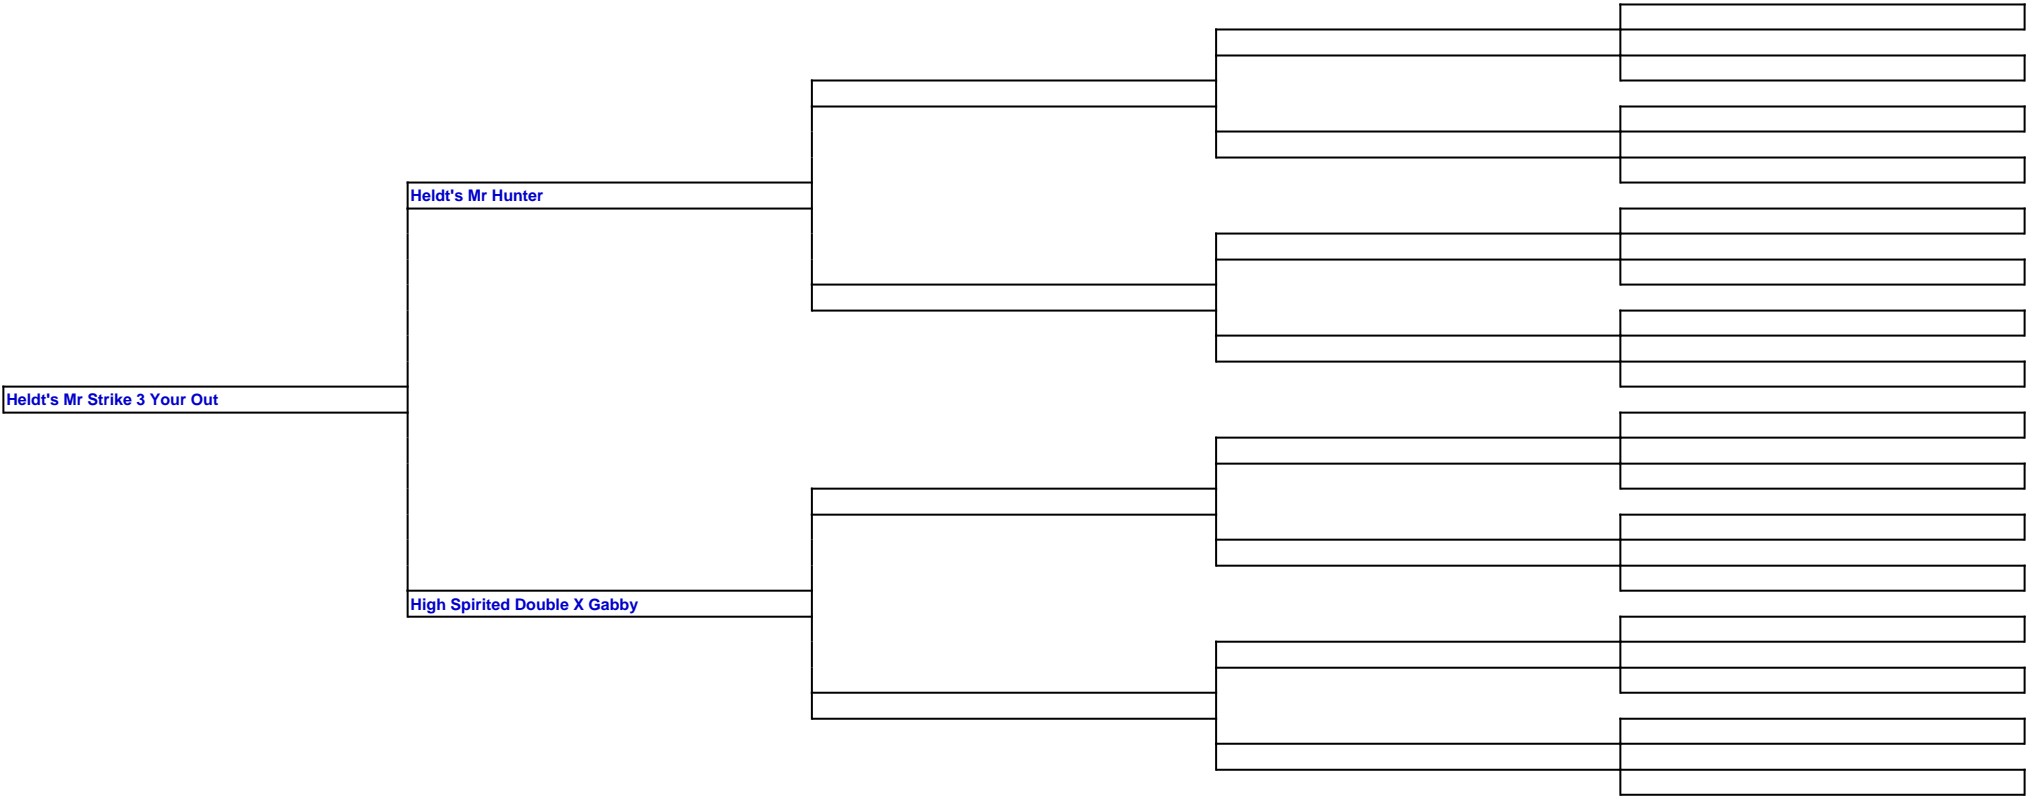 Heldt's Mr Hunter
Heldt's Mr Strike 3 Your Out
High Spirited Double X Gabby